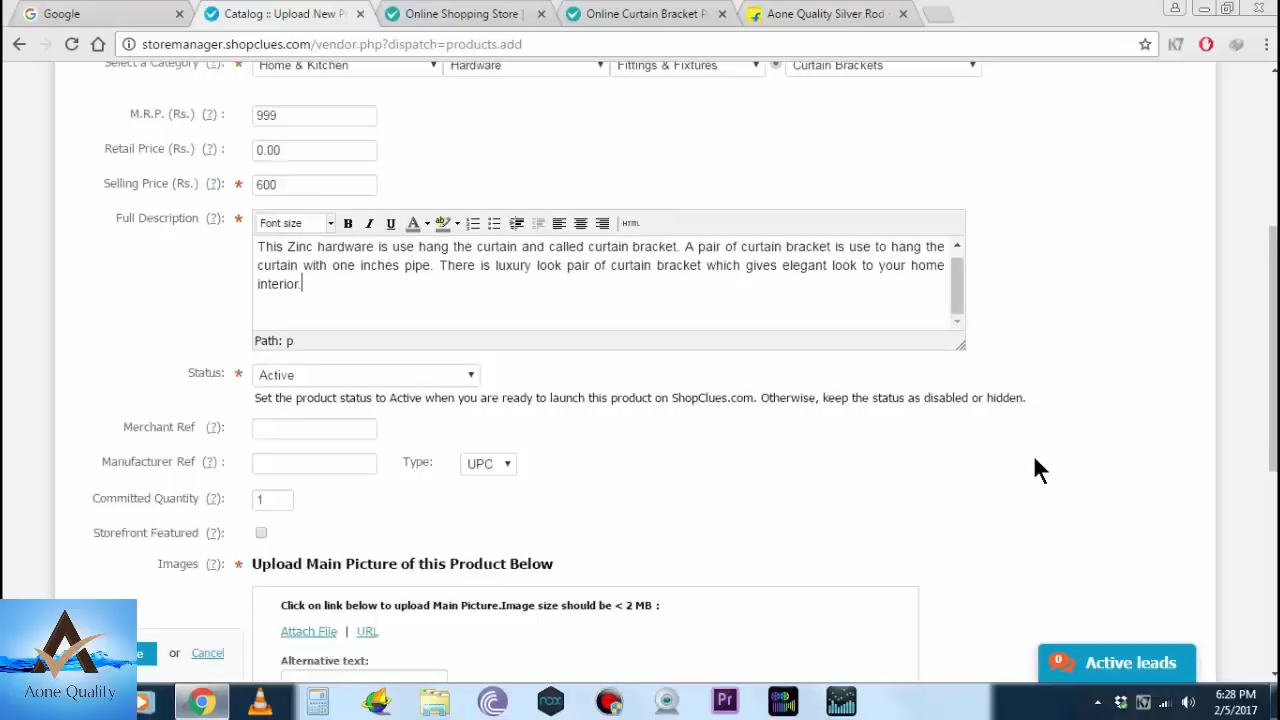 Google
Catalog :: Upload New P
Online Shopping Store |
Online Curtain Bracket P
Aone Quality Silver Rod
storemanager.shopclues.com/vendor.php?dispatch=products.add
Select a Category (?): * Home & Kitchen Hardware Fittings & Fixtures Curtain Brackets
M.R.P. (Rs.) (?) : 999
Retail Price (Rs.) (?) : 0.00
Selling Price (Rs.) (?): * 600
Full Description (?): * Font size B I U A ab HTML
This Zinc hardware is use hang the curtain and called curtain bracket. A pair of curtain bracket is use to hang the
curtain with one inches pipe. There is luxury look pair of curtain bracket which gives elegant look to your home
interior.
Path: p
Status: * Active
Set the product status to Active when you are ready to launch this product on ShopClues.com. Otherwise, keep the status as disabled or hidden.
Merchant Ref (?):
Manufacturer Ref (?) : Type: UPC
Committed Quantity (?): 1
Storefront Featured (?):
Images (?): * Upload Main Picture of this Product Below
Click on link below to upload Main Picture.Image size should be < 2 MB :
Attach File | URL
or Cancel
Alternative text:
0 Active leads
Aone Quality
nox
Pr
6:28 PM
2/5/2017